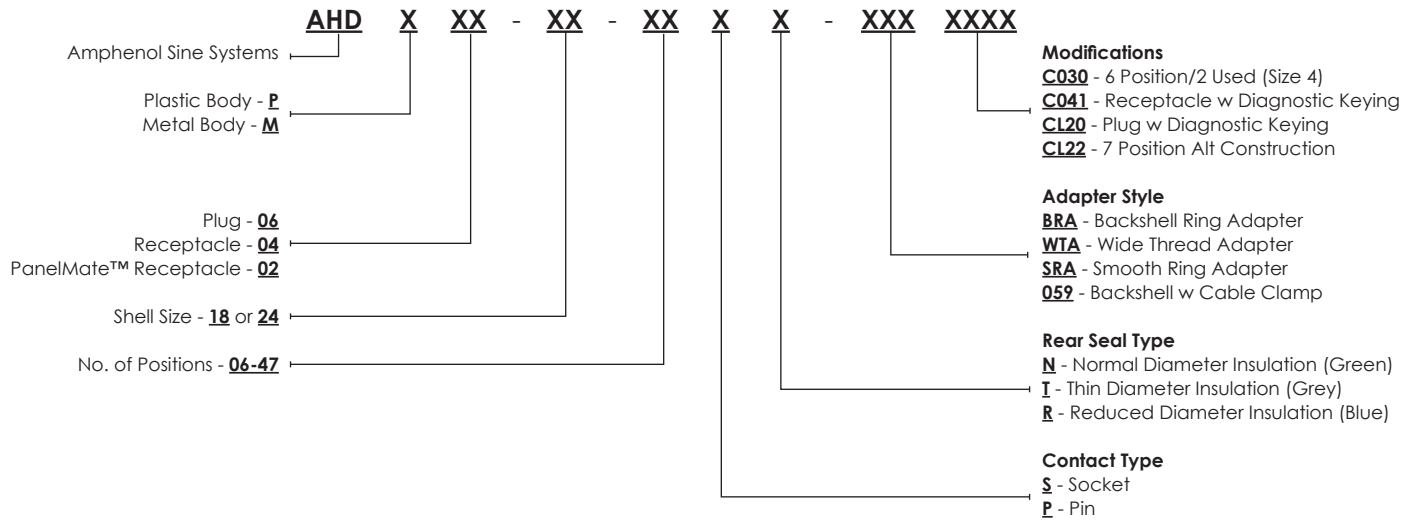 AHD X XX - XX - XX X X - XXX XXXX
Amphenol Sine Systems
Plastic Body - P
Metal Body - M
Plug - 06
Receptacle - 04
PanelMate™ Receptacle - 02
Shell Size - 18 or 24
No. of Positions - 06-47
Modifications
C030 - 6 Position/2 Used (Size 4)
C041 - Receptacle w Diagnostic Keying
CL20 - Plug w Diagnostic Keying
CL22 - 7 Position Alt Construction
Adapter Style
BRA - Backshell Ring Adapter
WTA - Wide Thread Adapter
SRA - Smooth Ring Adapter
059 - Backshell w Cable Clamp
Rear Seal Type
N - Normal Diameter Insulation (Green)
T - Thin Diameter Insulation (Grey)
R - Reduced Diameter Insulation (Blue)
Contact Type
S - Socket
P - Pin